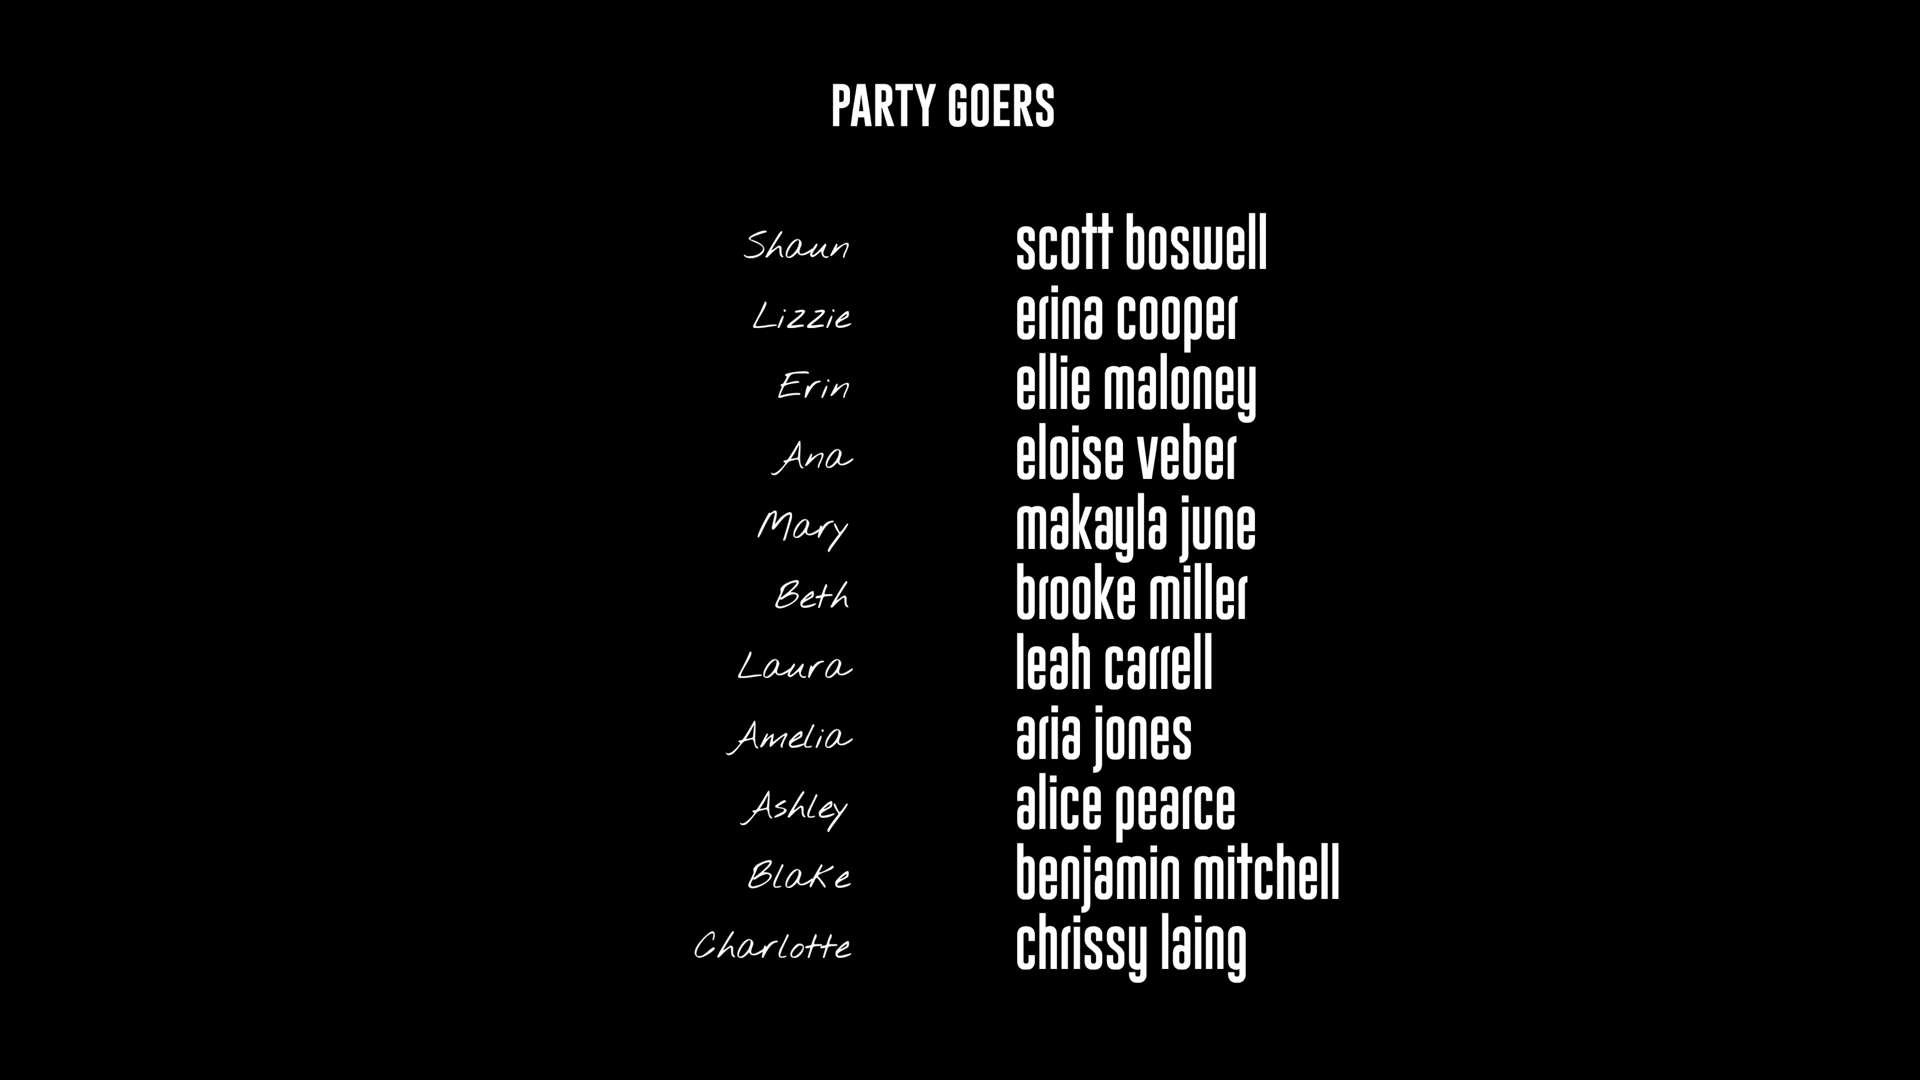 PARTY GOERS
Shaun scott boswell
Lizzie erina cooper
Erin ellie maloney
Ana eloise veber
Mary makayla june
Beth brooke miller
Laura leah carrell
Amelia aria jones
Ashley alice pearce
Blake benjamin mitchell
Charlotte chrissy laing